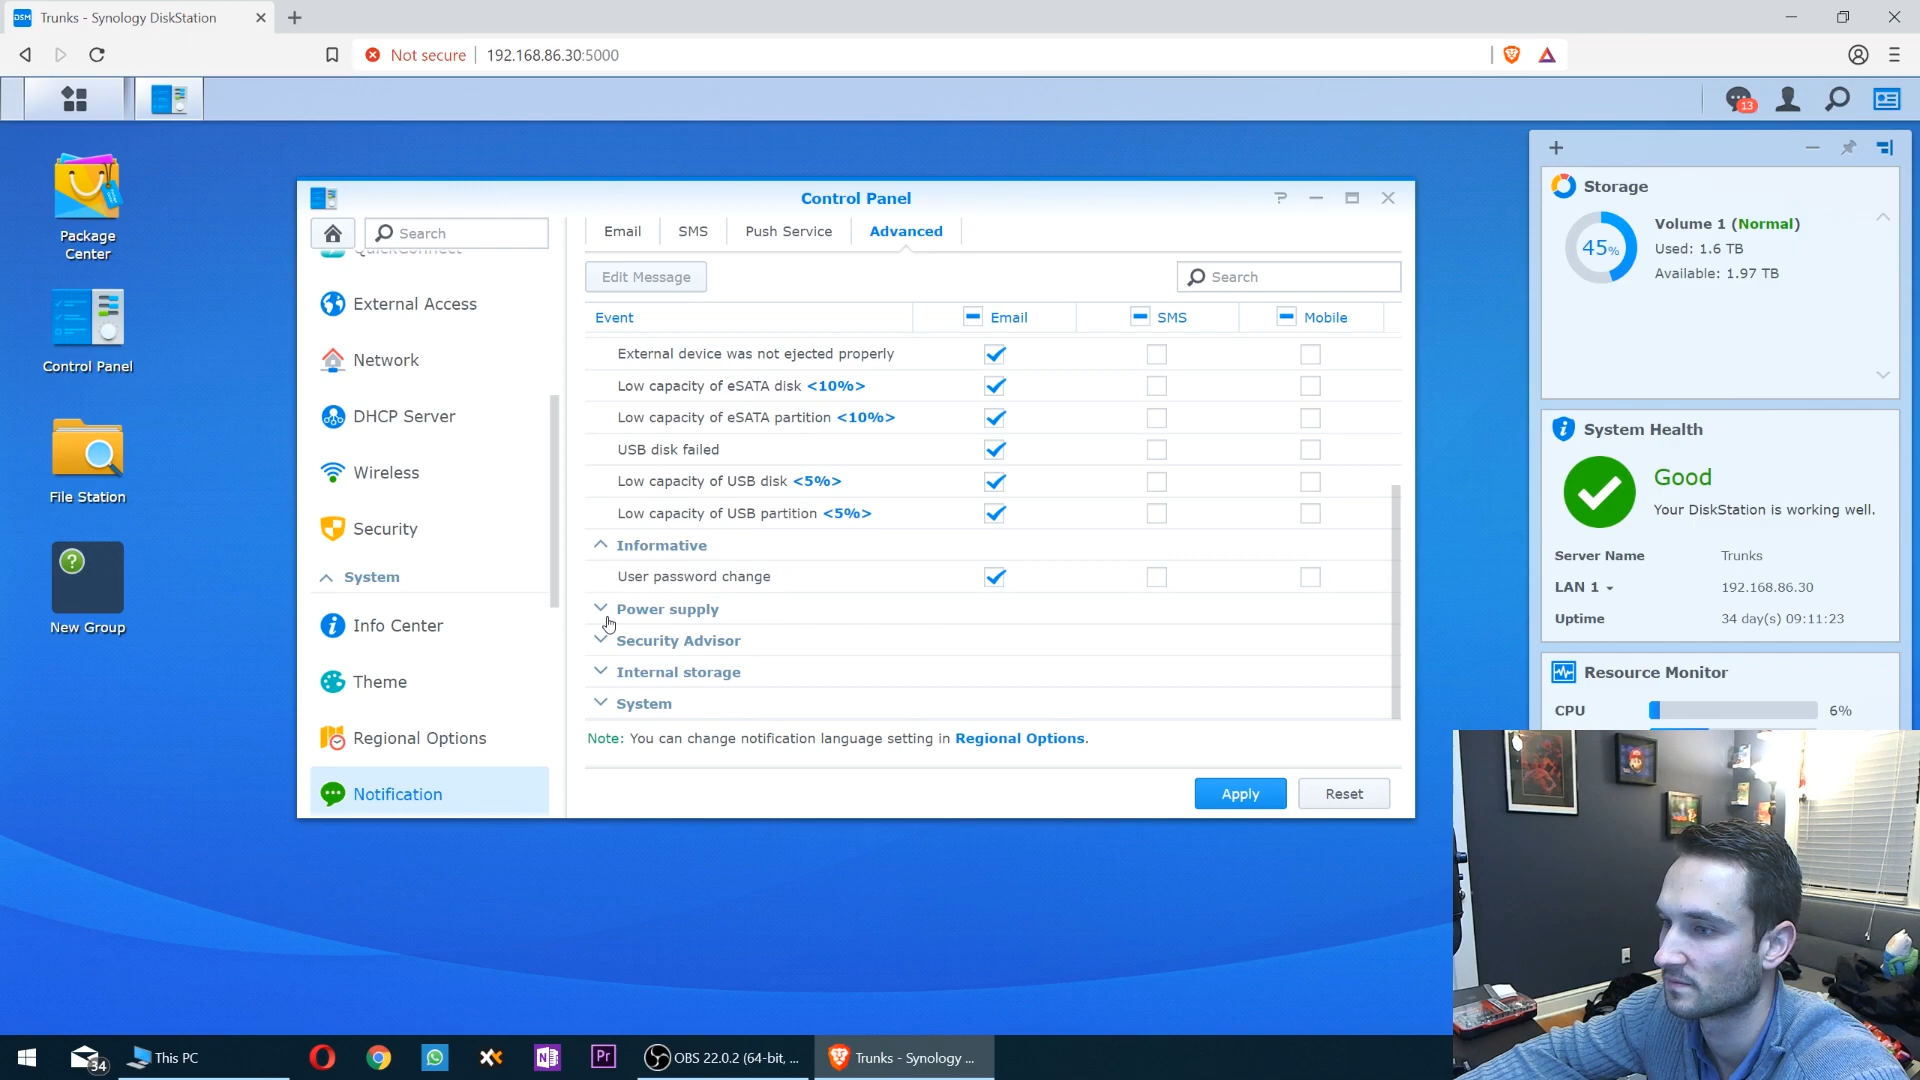 DSM Trunks - Synology DiskStation
Not secure 192.168.86.30:5000
13
Package
Center
Control Panel
File Station
New Group
Control Panel
Search
External Access
Network
DHCP Server
Wireless
Security
System
Info Center
Theme
Regional Options
Notification
Email SMS Push Service Advanced
Edit Message
Search
Event Email SMS Mobile
External device was not ejected properly
Low capacity of eSATA disk <10%>
Low capacity of eSATA partition <10%>
USB disk failed
Low capacity of USB disk <5%>
Low capacity of USB partition <5%>
Informative
User password change
Power supply
Security Advisor
Internal storage
System
Note: You can change notification language setting in Regional Options.
Apply Reset
Storage
45%
Volume 1 (Normal)
Used: 1.6 TB
Available: 1.97 TB
System Health
Good
Your DiskStation is working well.
Server Name Trunks
LAN 1 192.168.86.30
Uptime 34 day(s) 09:11:23
Resource Monitor
CPU 6%
34
This PC
N
Pr
OBS 22.0.2 (64-bit, ...
Trunks - Synology ...